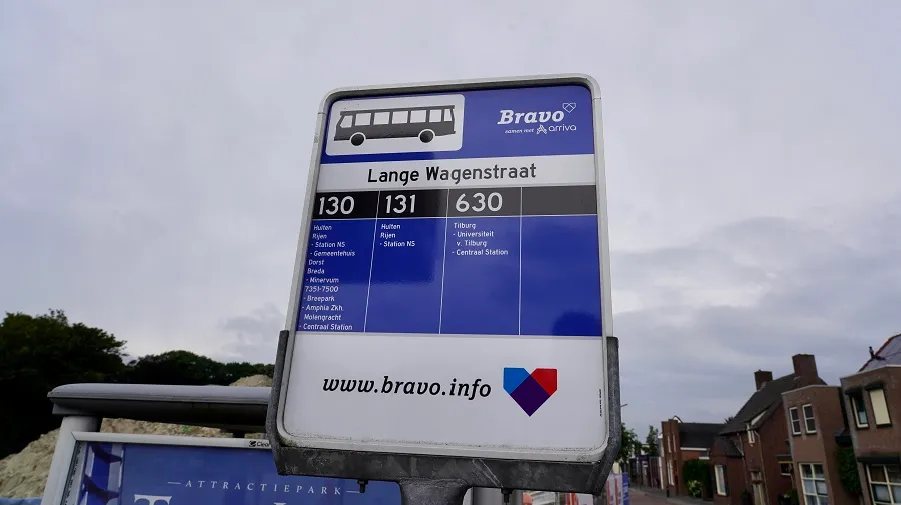 Bravo
samen met arriva
Lange Wagenstraat
130
Hulten
Rijen
- Station NS
- Gemeentehuis
Dorst
Breda
- Minervum
7351-7500
- Breepark
- Amphia Zkh.
Molengracht
- Centraal Station
131
Hulten
Rijen
- Station NS
630
Tilburg
- Universiteit
v. Tilburg
- Centraal Station
www.bravo.info
ATTRACTIEPARK